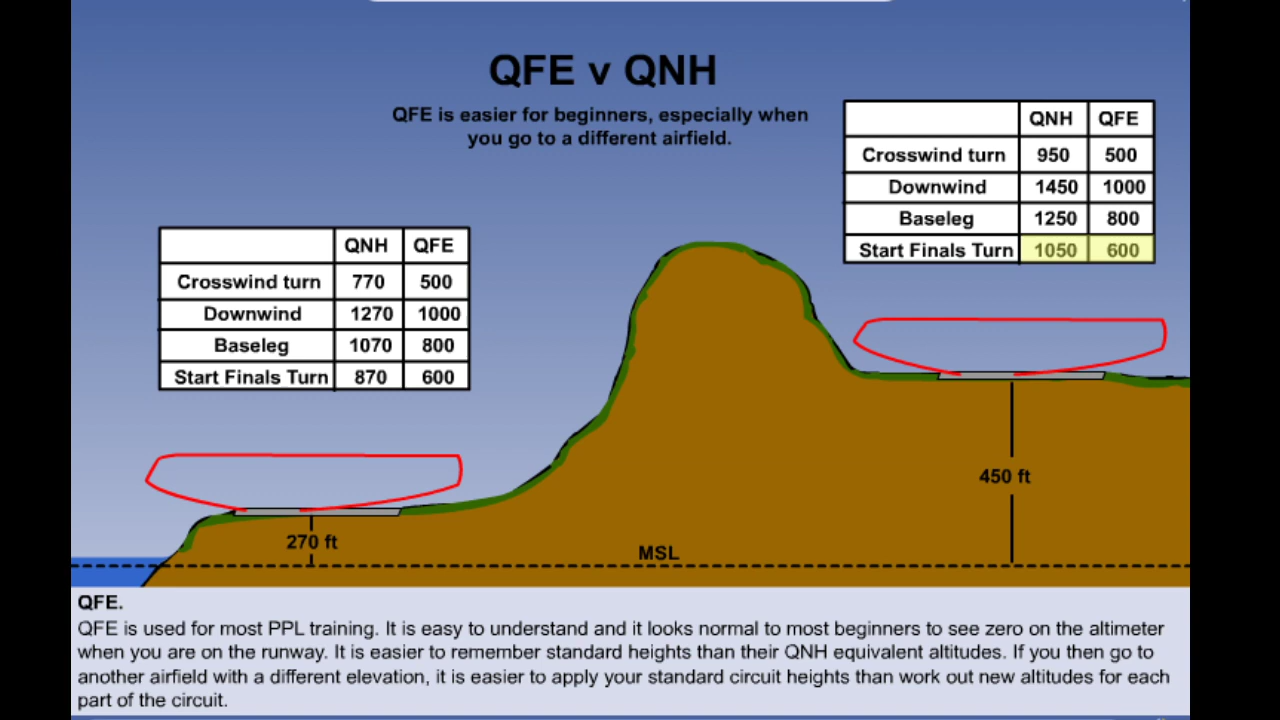 QFE v QNH
QFE is easier for beginners, especially when
you go to a different airfield.
QNH QFE
Crosswind turn 950 500
Downwind 1450 1000
Baseleg 1250 800
Start Finals Turn 1050 600
QNH QFE
Crosswind turn 770 500
Downwind 1270 1000
Baseleg 1070 800
Start Finals Turn 870 600
450 ft
270 ft
MSL
QFE.
QFE is used for most PPL training. It is easy to understand and it looks normal to most beginners to see zero on the altimeter
when you are on the runway. It is easier to remember standard heights than their QNH equivalent altitudes. If you then go to
another airfield with a different elevation, it is easier to apply your standard circuit heights than work out new altitudes for each
part of the circuit.